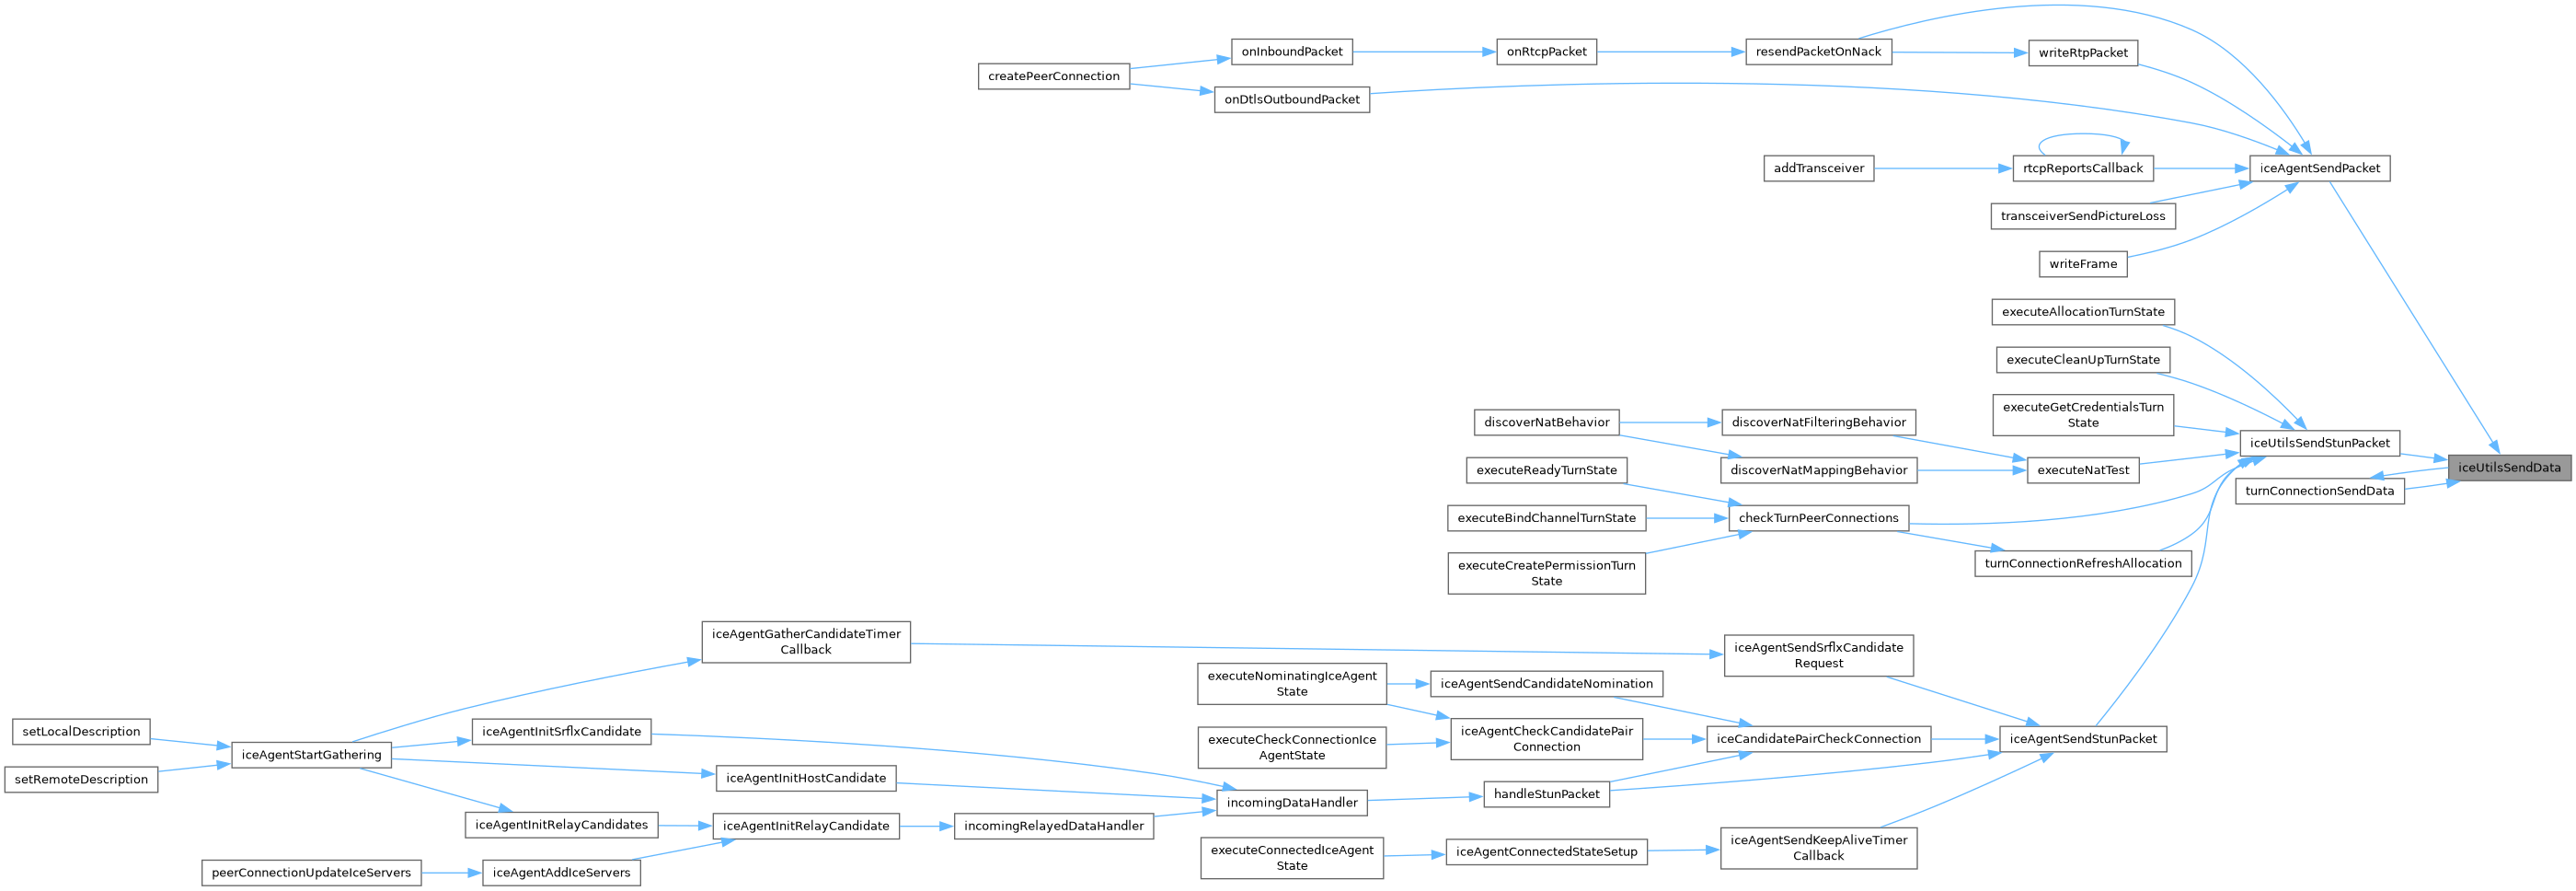 onInboundPacket
onRtcpPacket
resendPacketOnNack
writeRtpPacket
createPeerConnection
onDtlsOutboundPacket
addTransceiver
rtcpReportsCallback
iceAgentSendPacket
transceiverSendPictureLoss
writeFrame
executeAllocationTurnState
executeCleanUpTurnState
executeGetCredentialsTurn
State
discoverNatBehavior
discoverNatFilteringBehavior
iceUtilsSendStunPacket
executeReadyTurnState
discoverNatMappingBehavior
executeNatTest
iceUtilsSendData
turnConnectionSendData
executeBindChannelTurnState
checkTurnPeerConnections
executeCreatePermissionTurn
State
turnConnectionRefreshAllocation
iceAgentGatherCandidateTimer
Callback
iceAgentSendSrflxCandidate
Request
executeNominatingIceAgent
State
iceAgentSendCandidateNomination
setLocalDescription
iceAgentInitSrflxCandidate
executeCheckConnectionIce
AgentState
iceAgentCheckCandidatePair
Connection
iceCandidatePairCheckConnection
iceAgentSendStunPacket
iceAgentStartGathering
setRemoteDescription
iceAgentInitHostCandidate
incomingDataHandler
handleStunPacket
iceAgentInitRelayCandidates
iceAgentInitRelayCandidate
incomingRelayedDataHandler
executeConnectedIceAgent
State
iceAgentConnectedStateSetup
iceAgentSendKeepAliveTimer
Callback
peerConnectionUpdateIceServers
iceAgentAddIceServers